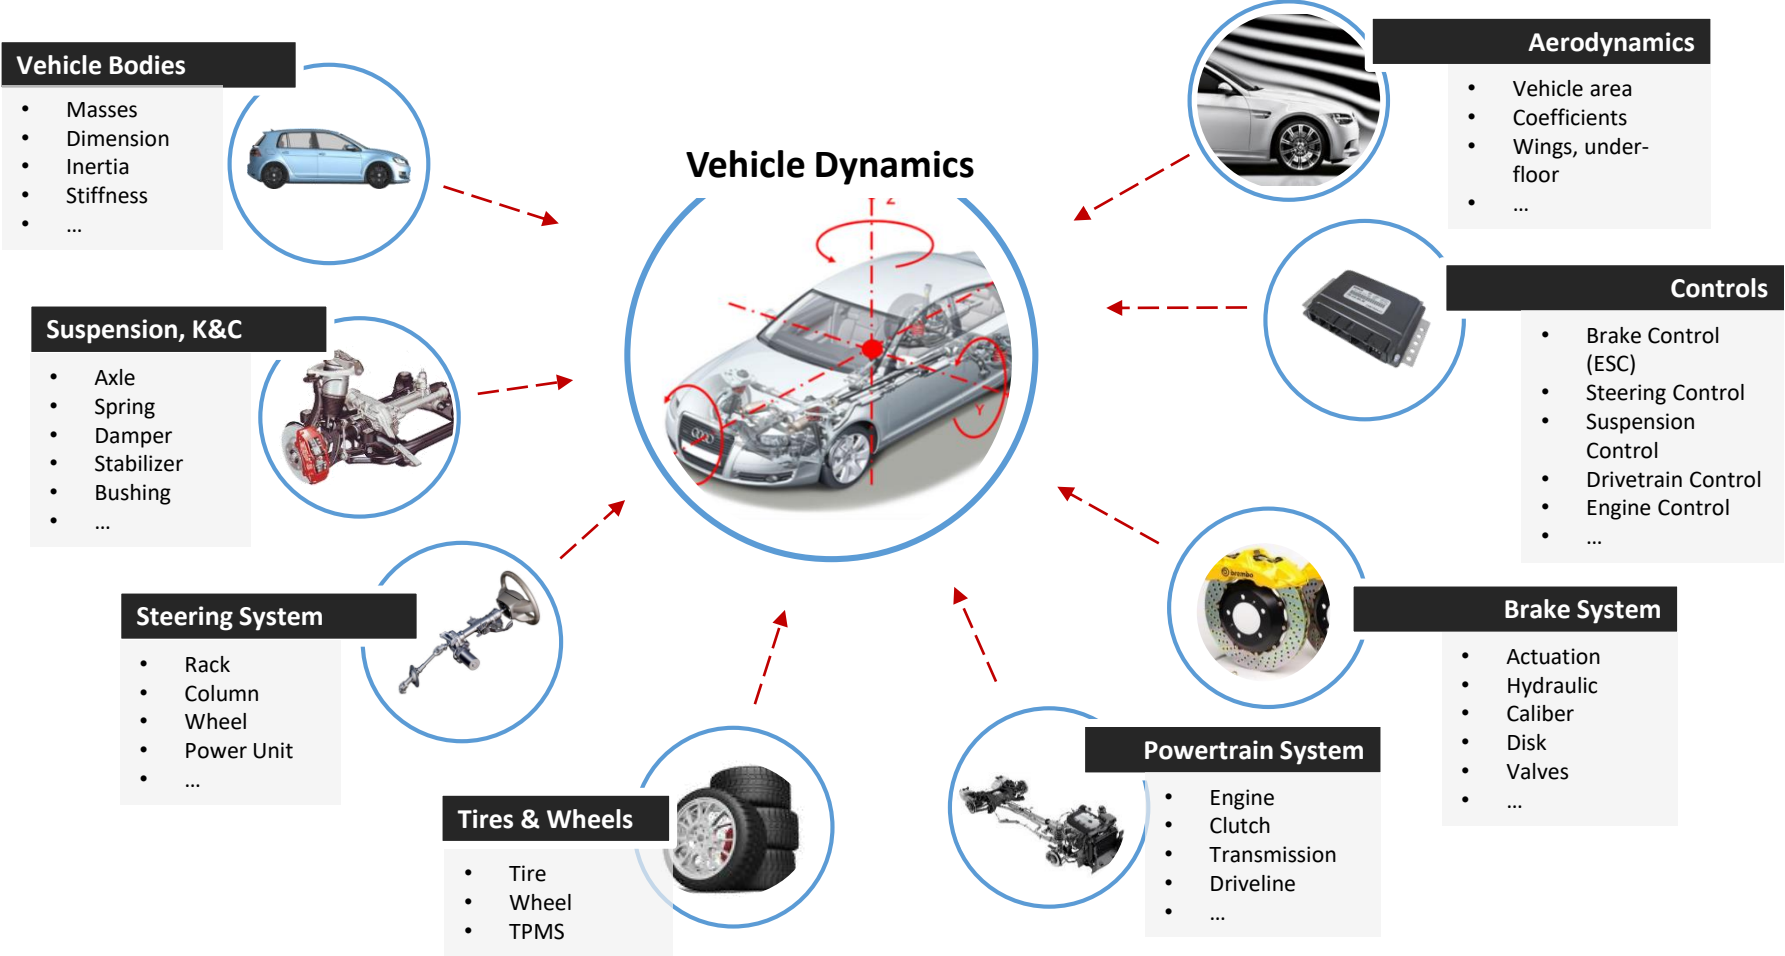 Vehicle Dynamics
Z
Y
Vehicle Bodies
• Masses
• Dimension
• Inertia
• Stiffness
• ...
Suspension, K&C
• Axle
• Spring
• Damper
• Stabilizer
• Bushing
• ...
Steering System
• Rack
• Column
• Wheel
• Power Unit
• ...
Tires & Wheels
• Tire
• Wheel
• TPMS
Powertrain System
• Engine
• Clutch
• Transmission
• Driveline
• ...
brembo
Brake System
• Actuation
• Hydraulic
• Caliber
• Disk
• Valves
• ...
Controls
• Brake Control
(ESC)
• Steering Control
• Suspension
Control
• Drivetrain Control
• Engine Control
• ...
Aerodynamics
• Vehicle area
• Coefficients
• Wings, under-
floor
• ...